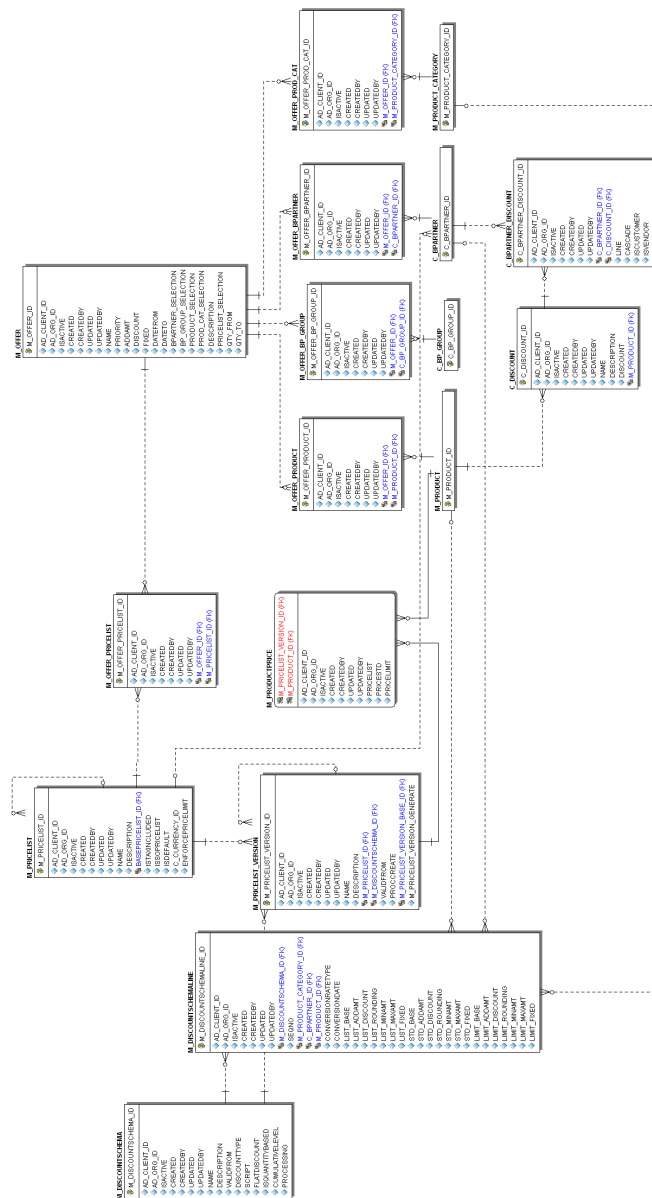 M_OFFER_PROD_CAT
M_OFFER_PROD_CAT_ID
AD_CLIENT_ID
AD_ORG_ID
ISACTIVE
CREATED
CREATEDBY
UPDATED
UPDATEDBY
M_OFFER_ID (FK)
M_PRODUCT_CATEGORY_ID (FK)
M_PRODUCT_CATEGORY
M_PRODUCT_CATEGORY_ID
M_OFFER_BPARTNER
M_OFFER_BPARTNER_ID
AD_CLIENT_ID
AD_ORG_ID
ISACTIVE
CREATED
CREATEDBY
UPDATED
UPDATEDBY
M_OFFER_ID (FK)
C_BPARTNER_ID (FK)
C_BPARTNER
C_BPARTNER_ID
C_BPARTNER_DISCOUNT
C_BPARTNER_DISCOUNT_ID
AD_CLIENT_ID
AD_ORG_ID
ISACTIVE
CREATED
CREATEDBY
UPDATED
UPDATEDBY
C_BPARTNER_ID (FK)
C_DISCOUNT_ID (FK)
LINE
CASCADE
ISCUSTOMER
ISVENDOR
M_OFFER
M_OFFER_ID
AD_CLIENT_ID
AD_ORG_ID
ISACTIVE
CREATED
CREATEDBY
UPDATED
UPDATEDBY
NAME
PRIORITY
ADDAMT
DISCOUNT
FIXED
DATEFROM
DATETO
BPARTNER_SELECTION
BP_GROUP_SELECTION
PRODUCT_SELECTION
PROD_CAT_SELECTION
DESCRIPTION
PRICELIST_SELECTION
QTY_FROM
QTY_TO
M_OFFER_BP_GROUP
M_OFFER_BP_GROUP_ID
AD_CLIENT_ID
AD_ORG_ID
ISACTIVE
CREATED
CREATEDBY
UPDATED
UPDATEDBY
M_OFFER_ID (FK)
C_BP_GROUP_ID (FK)
C_BP_GROUP
C_BP_GROUP_ID
C_DISCOUNT
C_DISCOUNT_ID
AD_CLIENT_ID
AD_ORG_ID
ISACTIVE
CREATED
CREATEDBY
UPDATED
UPDATEDBY
NAME
DESCRIPTION
DISCOUNT
M_PRODUCT_ID (FK)
M_OFFER_PRODUCT
M_OFFER_PRODUCT_ID
AD_CLIENT_ID
AD_ORG_ID
ISACTIVE
CREATED
CREATEDBY
UPDATED
UPDATEDBY
M_OFFER_ID (FK)
M_PRODUCT_ID (FK)
M_PRODUCT
M_PRODUCT_ID
M_OFFER_PRICELIST
M_OFFER_PRICELIST_ID
AD_CLIENT_ID
AD_ORG_ID
ISACTIVE
CREATED
CREATEDBY
UPDATED
UPDATEDBY
M_OFFER_ID (FK)
M_PRICELIST_ID (FK)
M_PRODUCTPRICE
M_PRICELIST_VERSION_ID (FK)
M_PRODUCT_ID (FK)
AD_CLIENT_ID
AD_ORG_ID
ISACTIVE
CREATED
CREATEDBY
UPDATED
UPDATEDBY
PRICELIST
PRICESTD
PRICELIMIT
M_PRICELIST
M_PRICELIST_ID
AD_CLIENT_ID
AD_ORG_ID
ISACTIVE
CREATED
CREATEDBY
UPDATED
UPDATEDBY
NAME
DESCRIPTION
BASEPRICELIST_ID (FK)
ISTAXINCLUDED
ISSOPRICELIST
ISDEFAULT
C_CURRENCY_ID
ENFORCEPRICELIMIT
M_PRICELIST_VERSION
M_PRICELIST_VERSION_ID
AD_CLIENT_ID
AD_ORG_ID
ISACTIVE
CREATED
CREATEDBY
UPDATED
UPDATEDBY
NAME
DESCRIPTION
M_PRICELIST_ID (FK)
M_DISCOUNTSCHEMA_ID (FK)
VALIDFROM
PROCCREATE
M_PRICELIST_VERSION_BASE_ID (FK)
M_PRICELIST_VERSION_GENERATE
M_DISCOUNTSCHEMALINE
M_DISCOUNTSCHEMALINE_ID
AD_CLIENT_ID
AD_ORG_ID
ISACTIVE
CREATED
CREATEDBY
UPDATED
UPDATEDBY
M_DISCOUNTSCHEMA_ID (FK)
SEQNO
M_PRODUCT_CATEGORY_ID (FK)
C_BPARTNER_ID (FK)
M_PRODUCT_ID (FK)
CONVERSIONRATETYPE
CONVERSIONDATE
LIST_BASE
LIST_ADDAMT
LIST_DISCOUNT
LIST_ROUNDING
LIST_MINAMT
LIST_MAXAMT
LIST_FIXED
STD_BASE
STD_ADDAMT
STD_DISCOUNT
STD_ROUNDING
STD_MINAMT
STD_MAXAMT
STD_FIXED
LIMIT_BASE
LIMIT_ADDAMT
LIMIT_DISCOUNT
LIMIT_ROUNDING
LIMIT_MINAMT
LIMIT_MAXAMT
LIMIT_FIXED
M_DISCOUNTSCHEMA
M_DISCOUNTSCHEMA_ID
AD_CLIENT_ID
AD_ORG_ID
ISACTIVE
CREATED
CREATEDBY
UPDATED
UPDATEDBY
NAME
DESCRIPTION
VALIDFROM
DISCOUNTTYPE
SCRIPT
FLATDISCOUNT
ISQUANTITYBASED
CUMULATIVELEVEL
PROCESSING